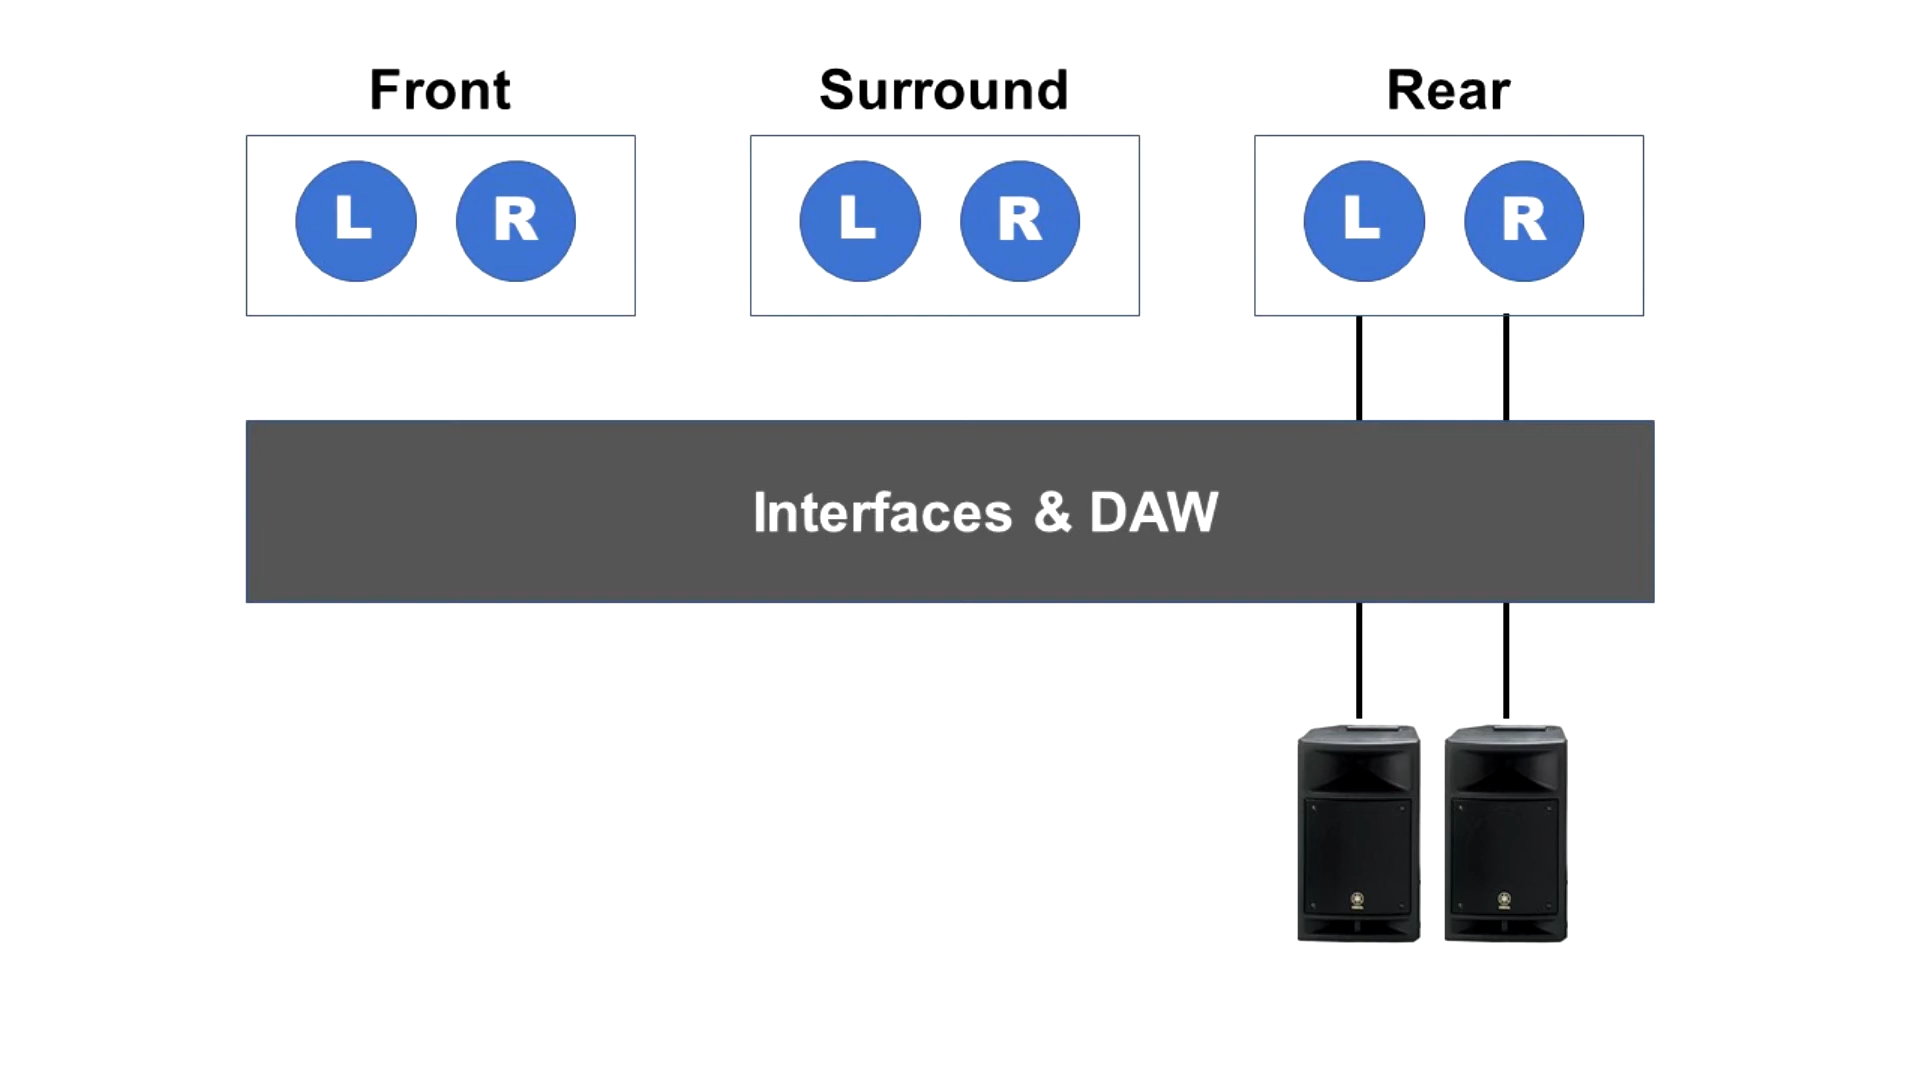 Front
Surround
Rear
L R
L R
L R
Interfaces & DAW